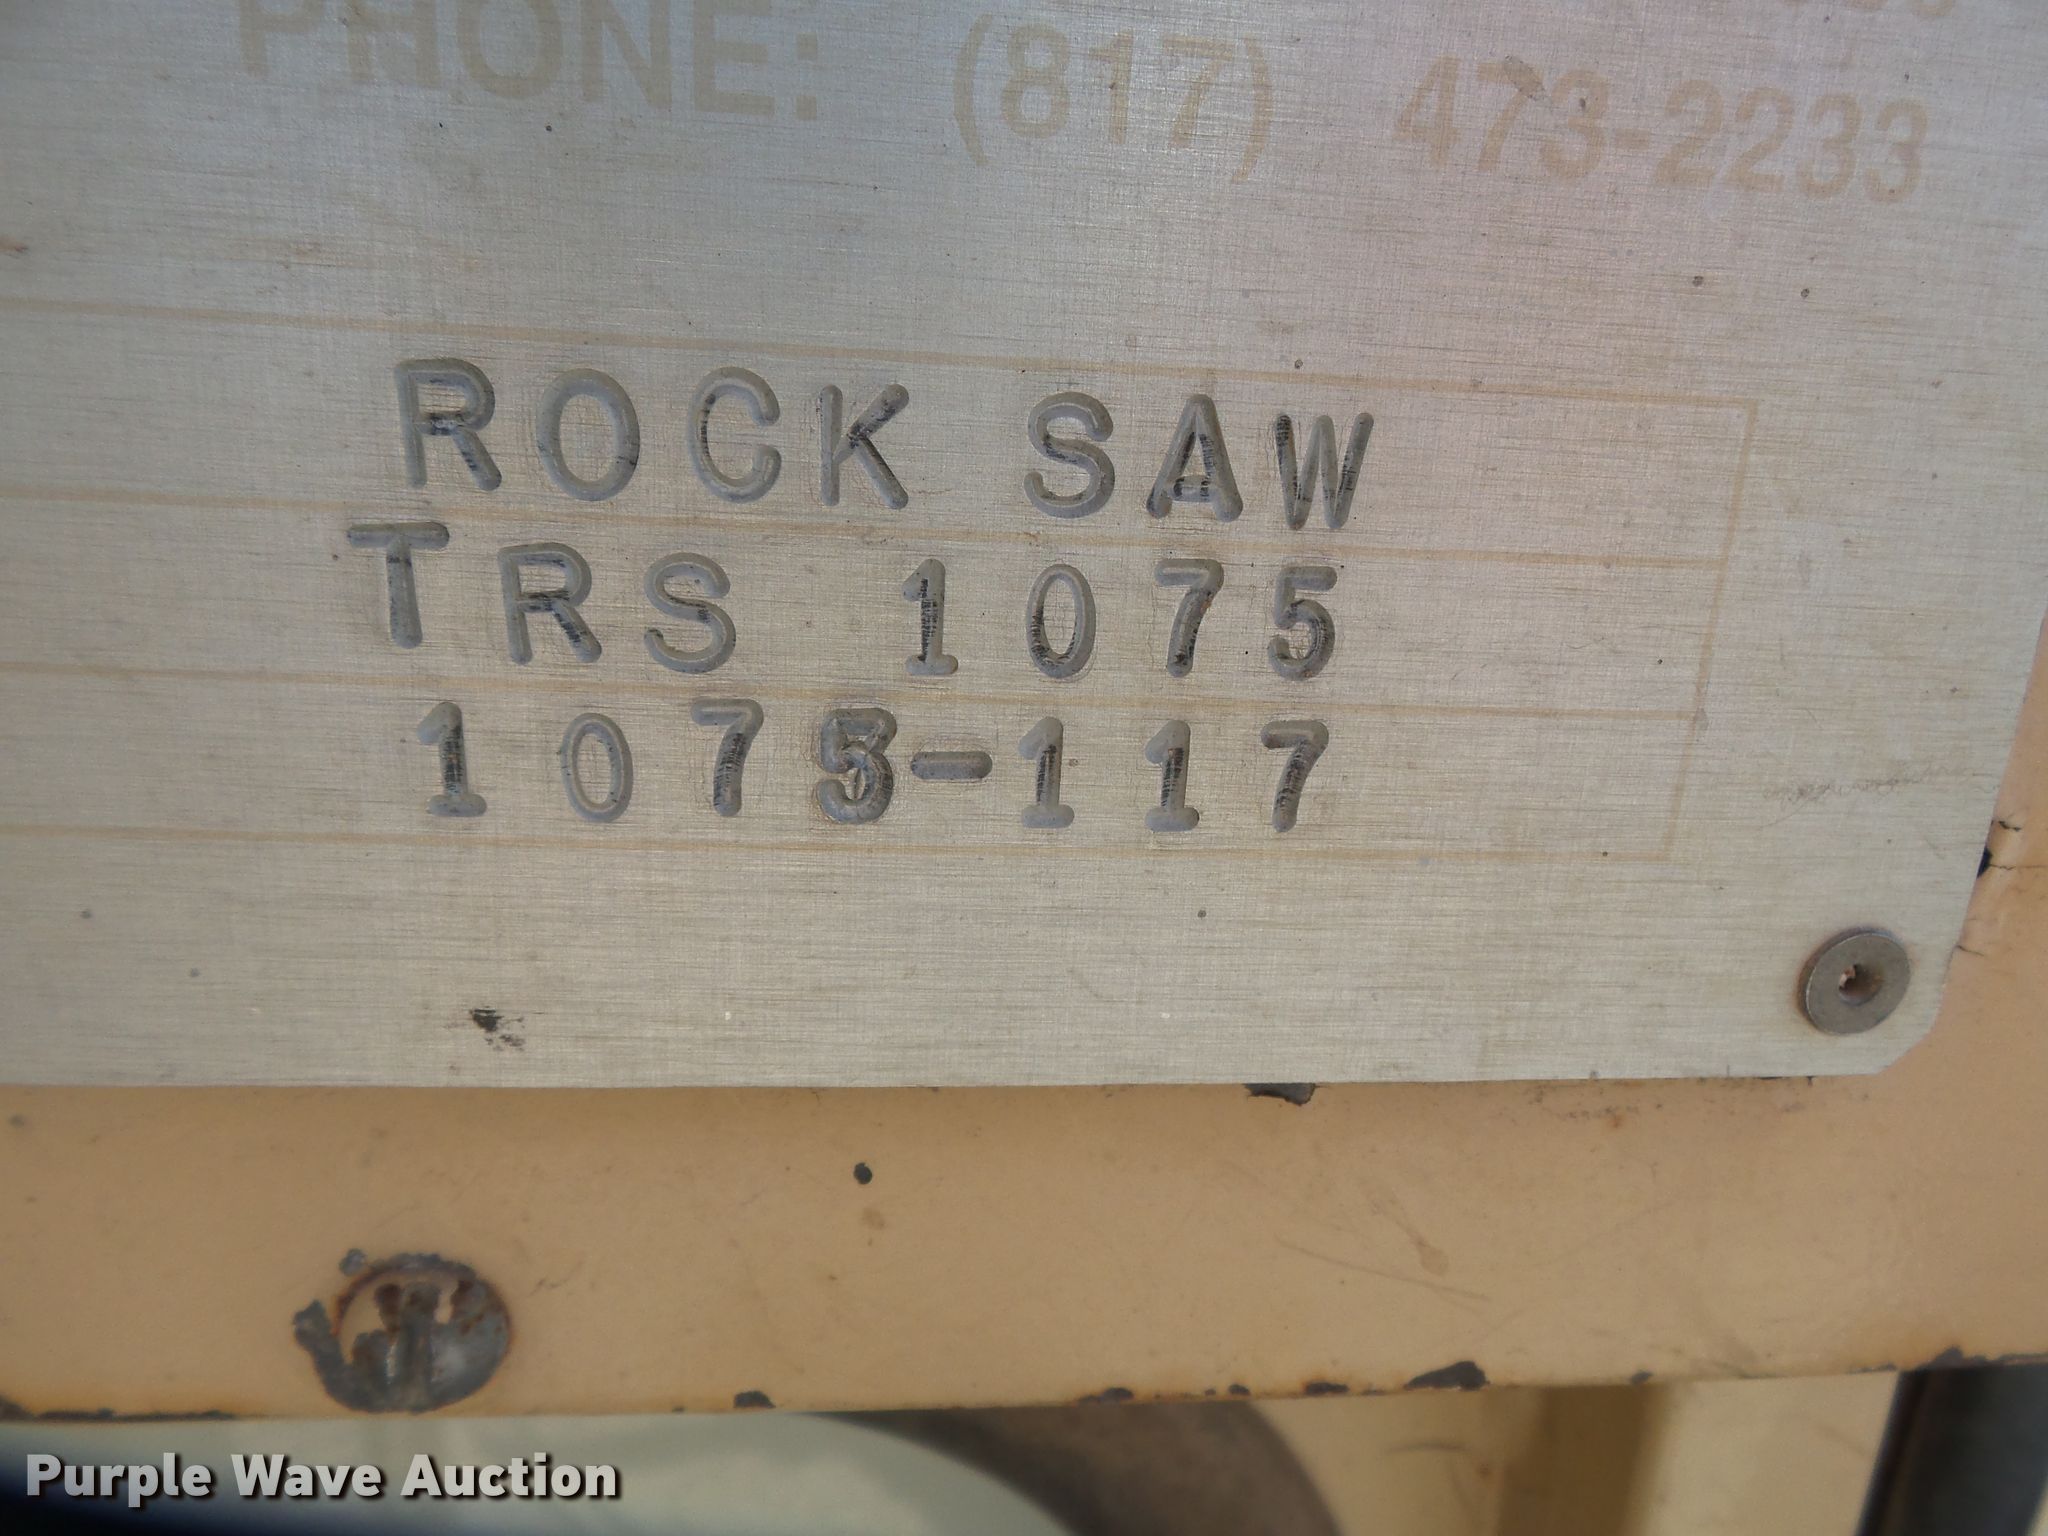 PHONE: (817) 473-2233
ROCK SAW
TRS 1075
1075-117
Purple Wave Auction